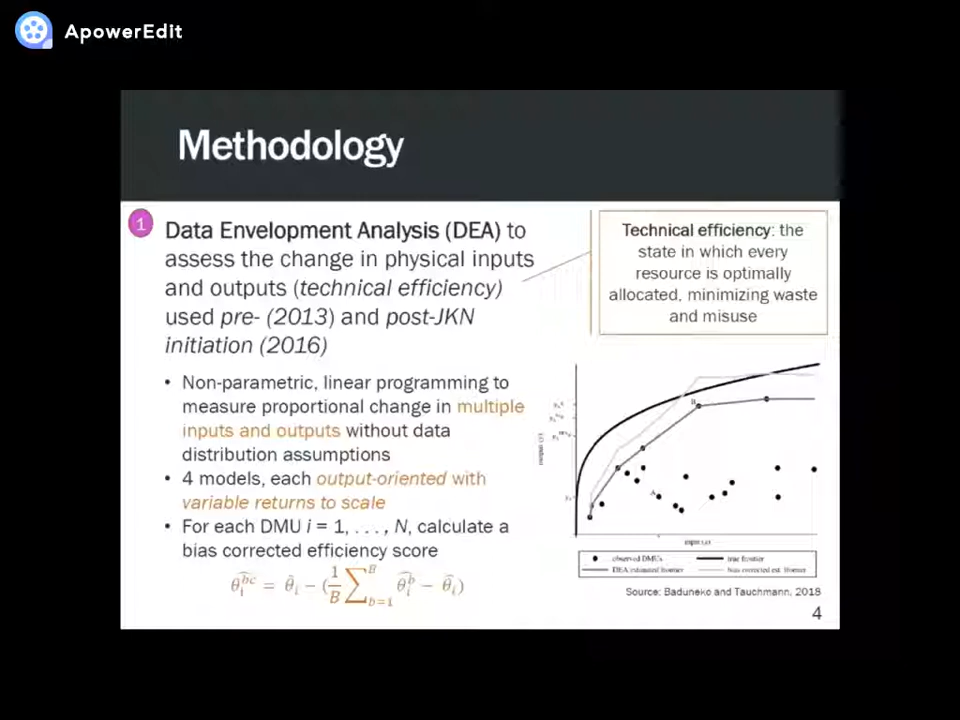 ApowerEdit
Methodology
1
Data Envelopment Analysis (DEA) to
assess the change in physical inputs
and outputs (technical efficiency)
used pre- (2013) and post-JKN
initiation (2016)
• Non-parametric, linear programming to
measure proportional change in multiple
inputs and outputs without data
distribution assumptions
• 4 models, each output-oriented with
variable returns to scale
• For each DMU i = 1, . . . , N, calculate a
bias corrected efficiency score
Technical efficiency: the
state in which every
resource is optimally
allocated, minimizing waste
and misuse
B
A
input (x)
observed DMUs
true frontier
DEA estimated frontier
Source: Baduneko and Tauchmann, 2018
4